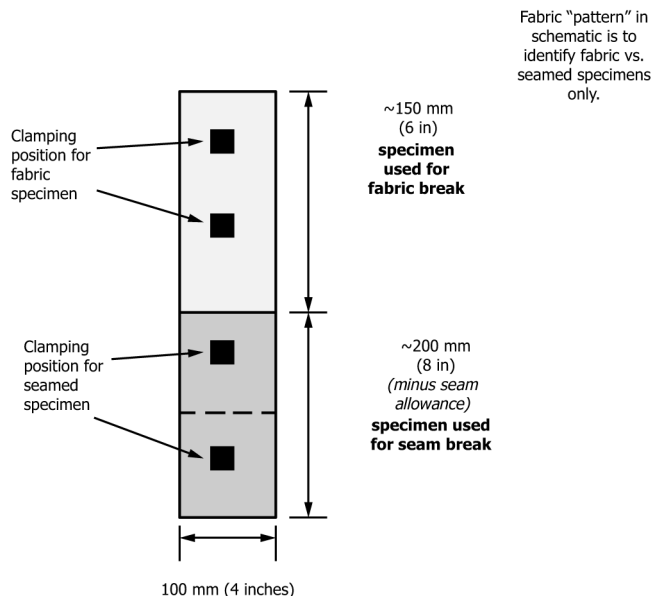 Fabric “pattern” in
schematic is to
identify fabric vs.
seamed specimens
only.
Clamping
position for
fabric
specimen
~150 mm
(6 in)
specimen
used for
fabric break
Clamping
position for
seamed
specimen
~200 mm
(8 in)
(minus seam
allowance)
specimen used
for seam break
100 mm (4 inches)